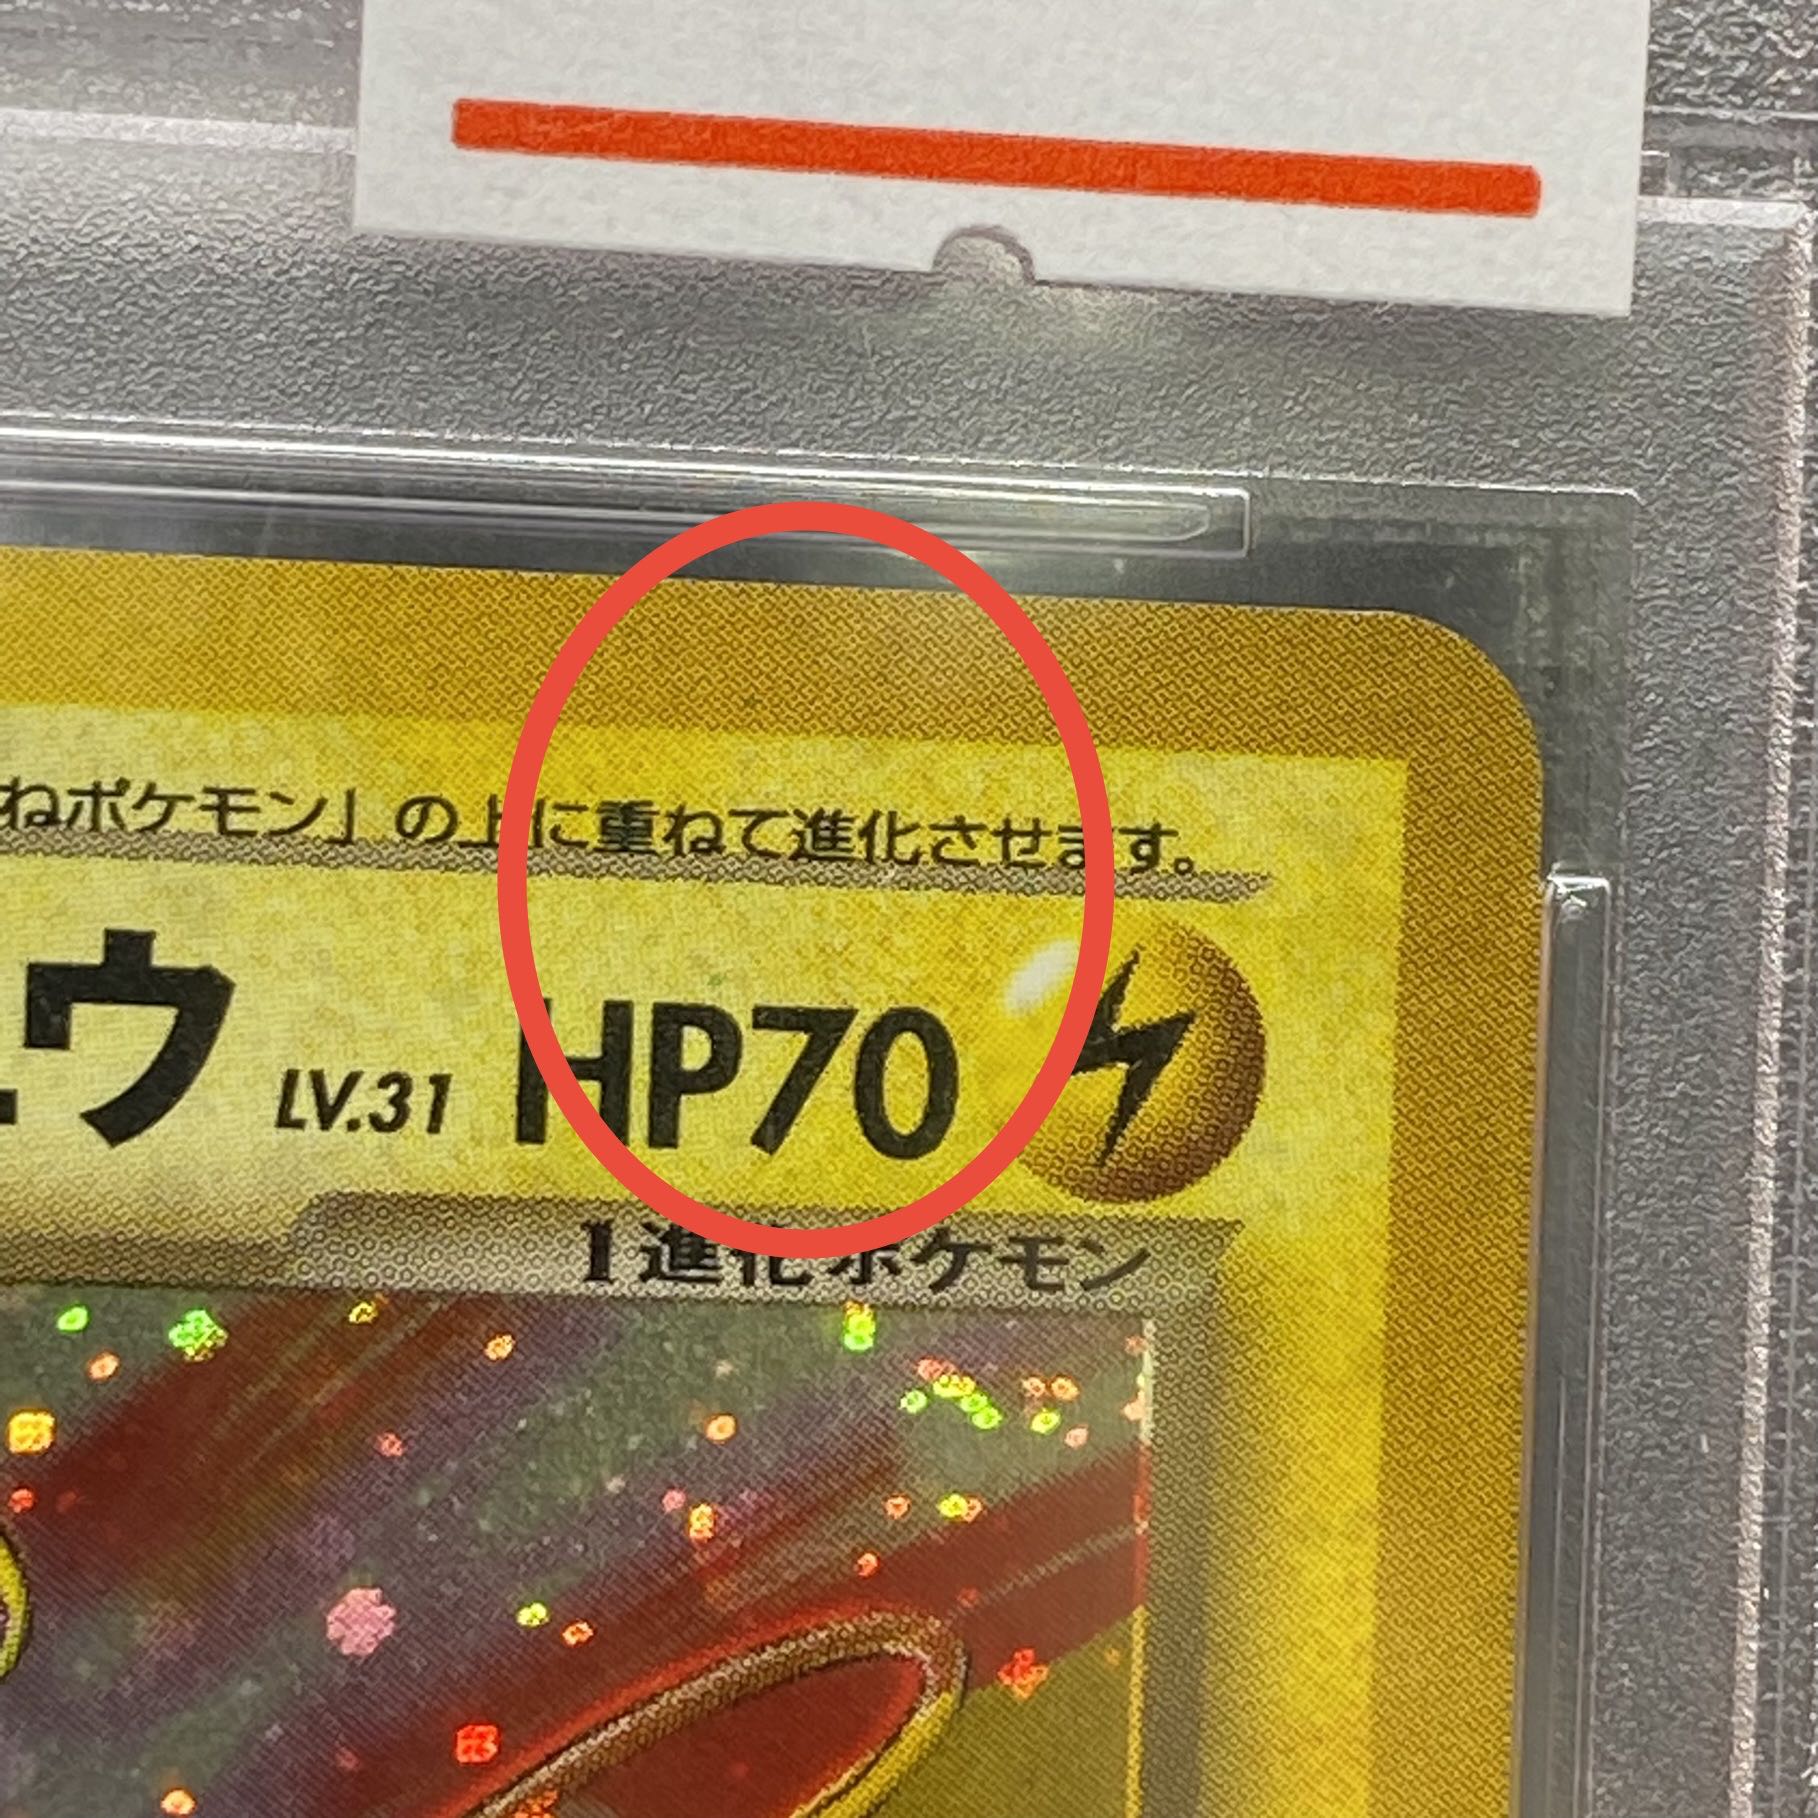 ねポケモン」の上に重ねて進化させます。
ュウ LV.31 HP70
1進化ポケモン